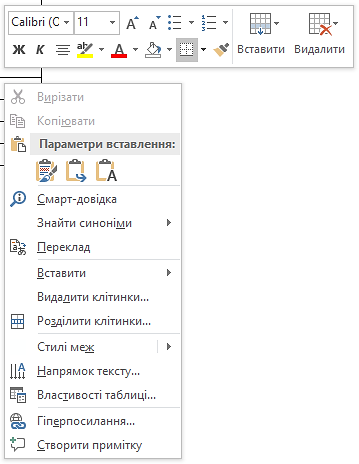 Calibri (О 11 А А
Ж К ab А Вставити Видалити
Вирізати
Копіювати
Параметри вставлення:
Смарт-довідка
Знайти синоніми
Переклад
Вставити
Видалити клітинки...
Розділити клітинки...
Стилі меж
Напрямок тексту...
Властивості таблиці...
Гіперпосилання...
Створити примітку